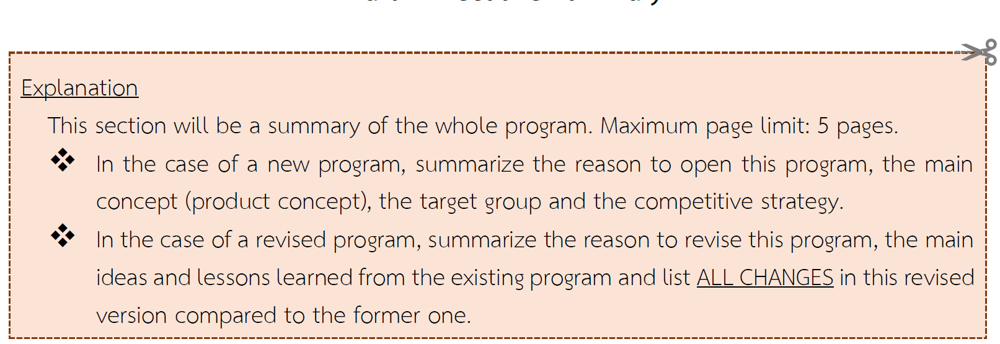 Explanation
This section will be a summary of the whole program. Maximum page limit: 5 pages.
❖ In the case of a new program, summarize the reason to open this program, the main
concept (product concept), the target group and the competitive strategy.
❖ In the case of a revised program, summarize the reason to revise this program, the main
ideas and lessons learned from the existing program and list ALL CHANGES in this revised
version compared to the former one.